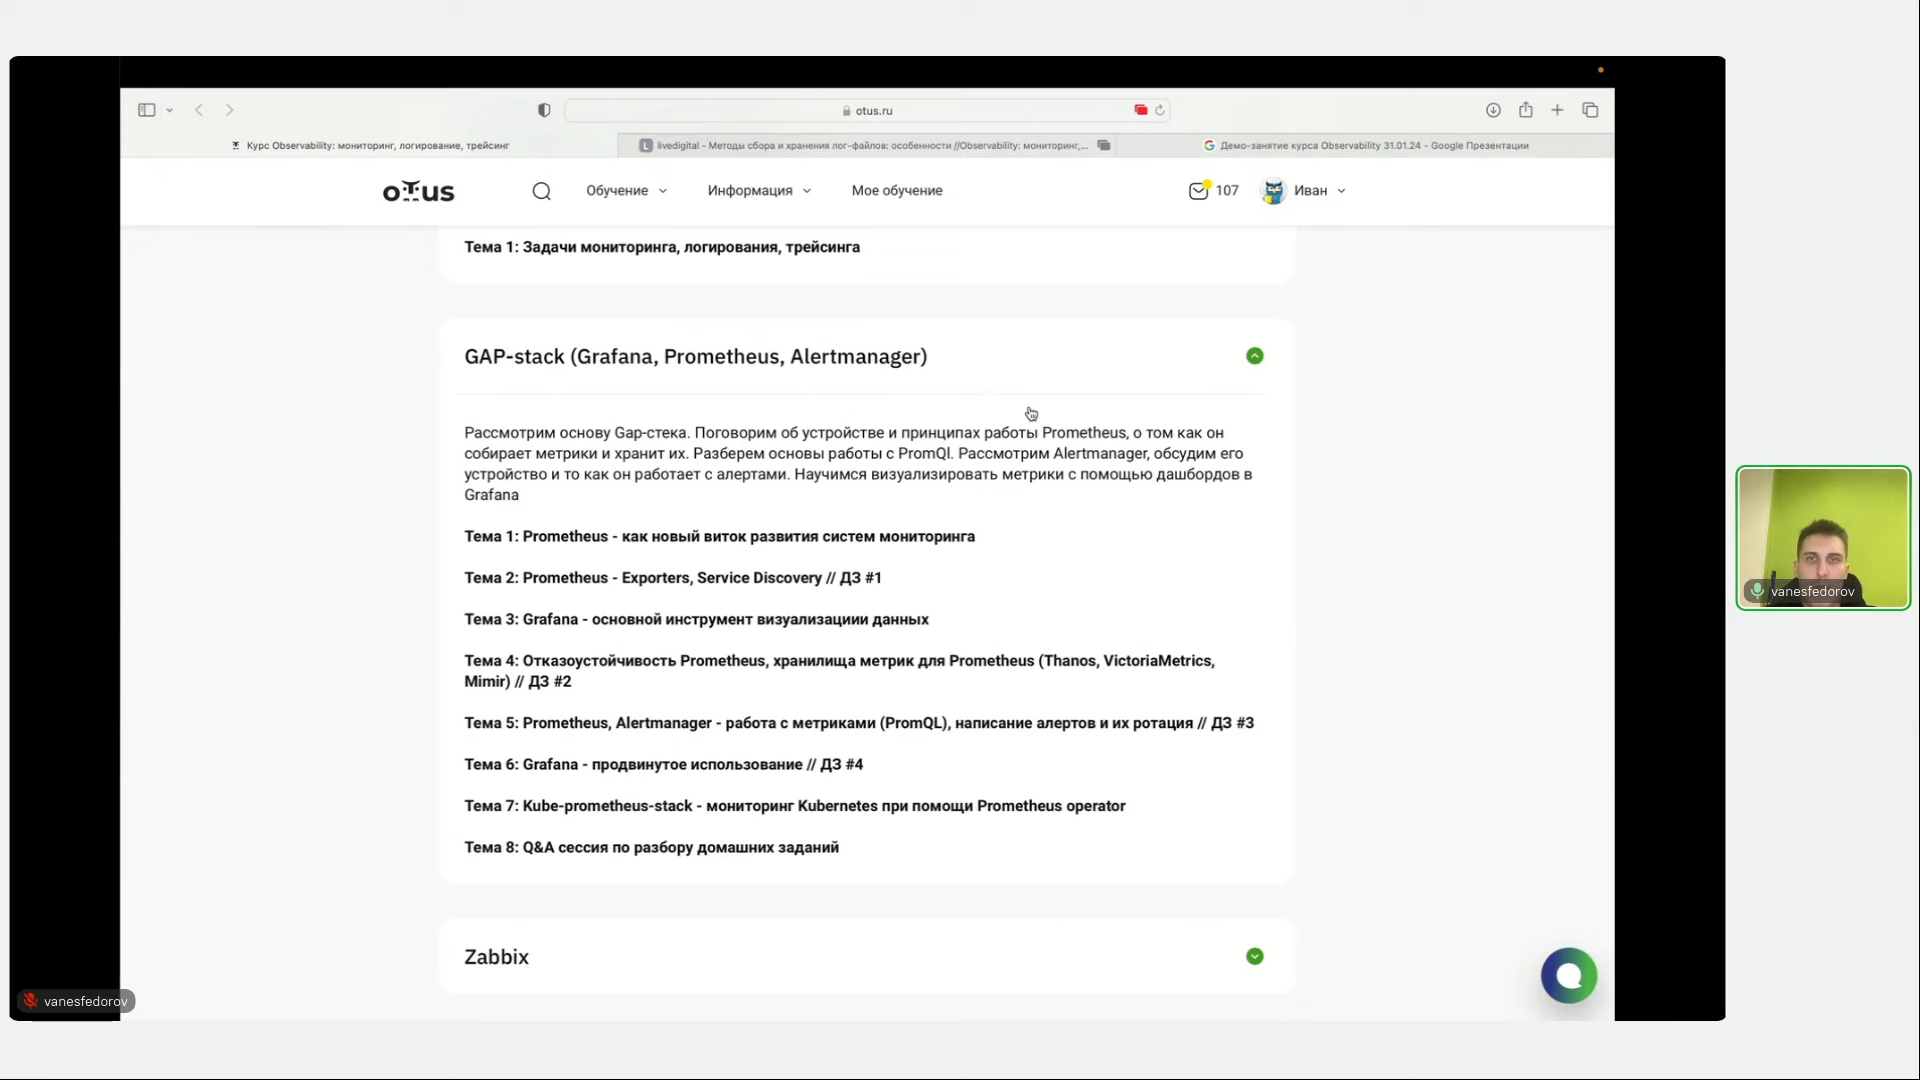 otus.ru
Курс Observability: мониторинг, логирование, трейсинг
L livedigital - Методы сбора и хранения лог-файлов: особенности //Observability: мониторинг,...
Демо-занятие курса Observability 31.01.24 - Google Презентации
otus
Обучение
Информация
Мое обучение
107
Иван
Тема 1: Задачи мониторинга, логирования, трейсинга
GAP-stack (Grafana, Prometheus, Alertmanager)
Рассмотрим основу Gap-стека. Поговорим об устройстве и принципах работы Prometheus, о том как он
собирает метрики и хранит их. Разберем основы работы с PromQl. Рассмотрим Alertmanager, обсудим его
устройство и то как он работает с алертами. Научимся визуализировать метрики с помощью дашбордов в
Grafana
Тема 1: Prometheus - как новый виток развития систем мониторинга
Тема 2: Prometheus - Exporters, Service Discovery // ДЗ #1
Тема 3: Grafana - основной инструмент визуализациии данных
Тема 4: Отказоустойчивость Prometheus, хранилища метрик для Prometheus (Thanos, VictoriaMetrics,
Mimir) // ДЗ #2
Тема 5: Prometheus, Alertmanager - работа с метриками (PromQL), написание алертов и их ротация // ДЗ #3
Тема 6: Grafana - продвинутое использование // ДЗ #4
Тема 7: Kube-prometheus-stack - мониторинг Kubernetes при помощи Prometheus operator
Тема 8: Q&A сессия по разбору домашних заданий
Zabbix
vanesfedorov
vanesfedorov